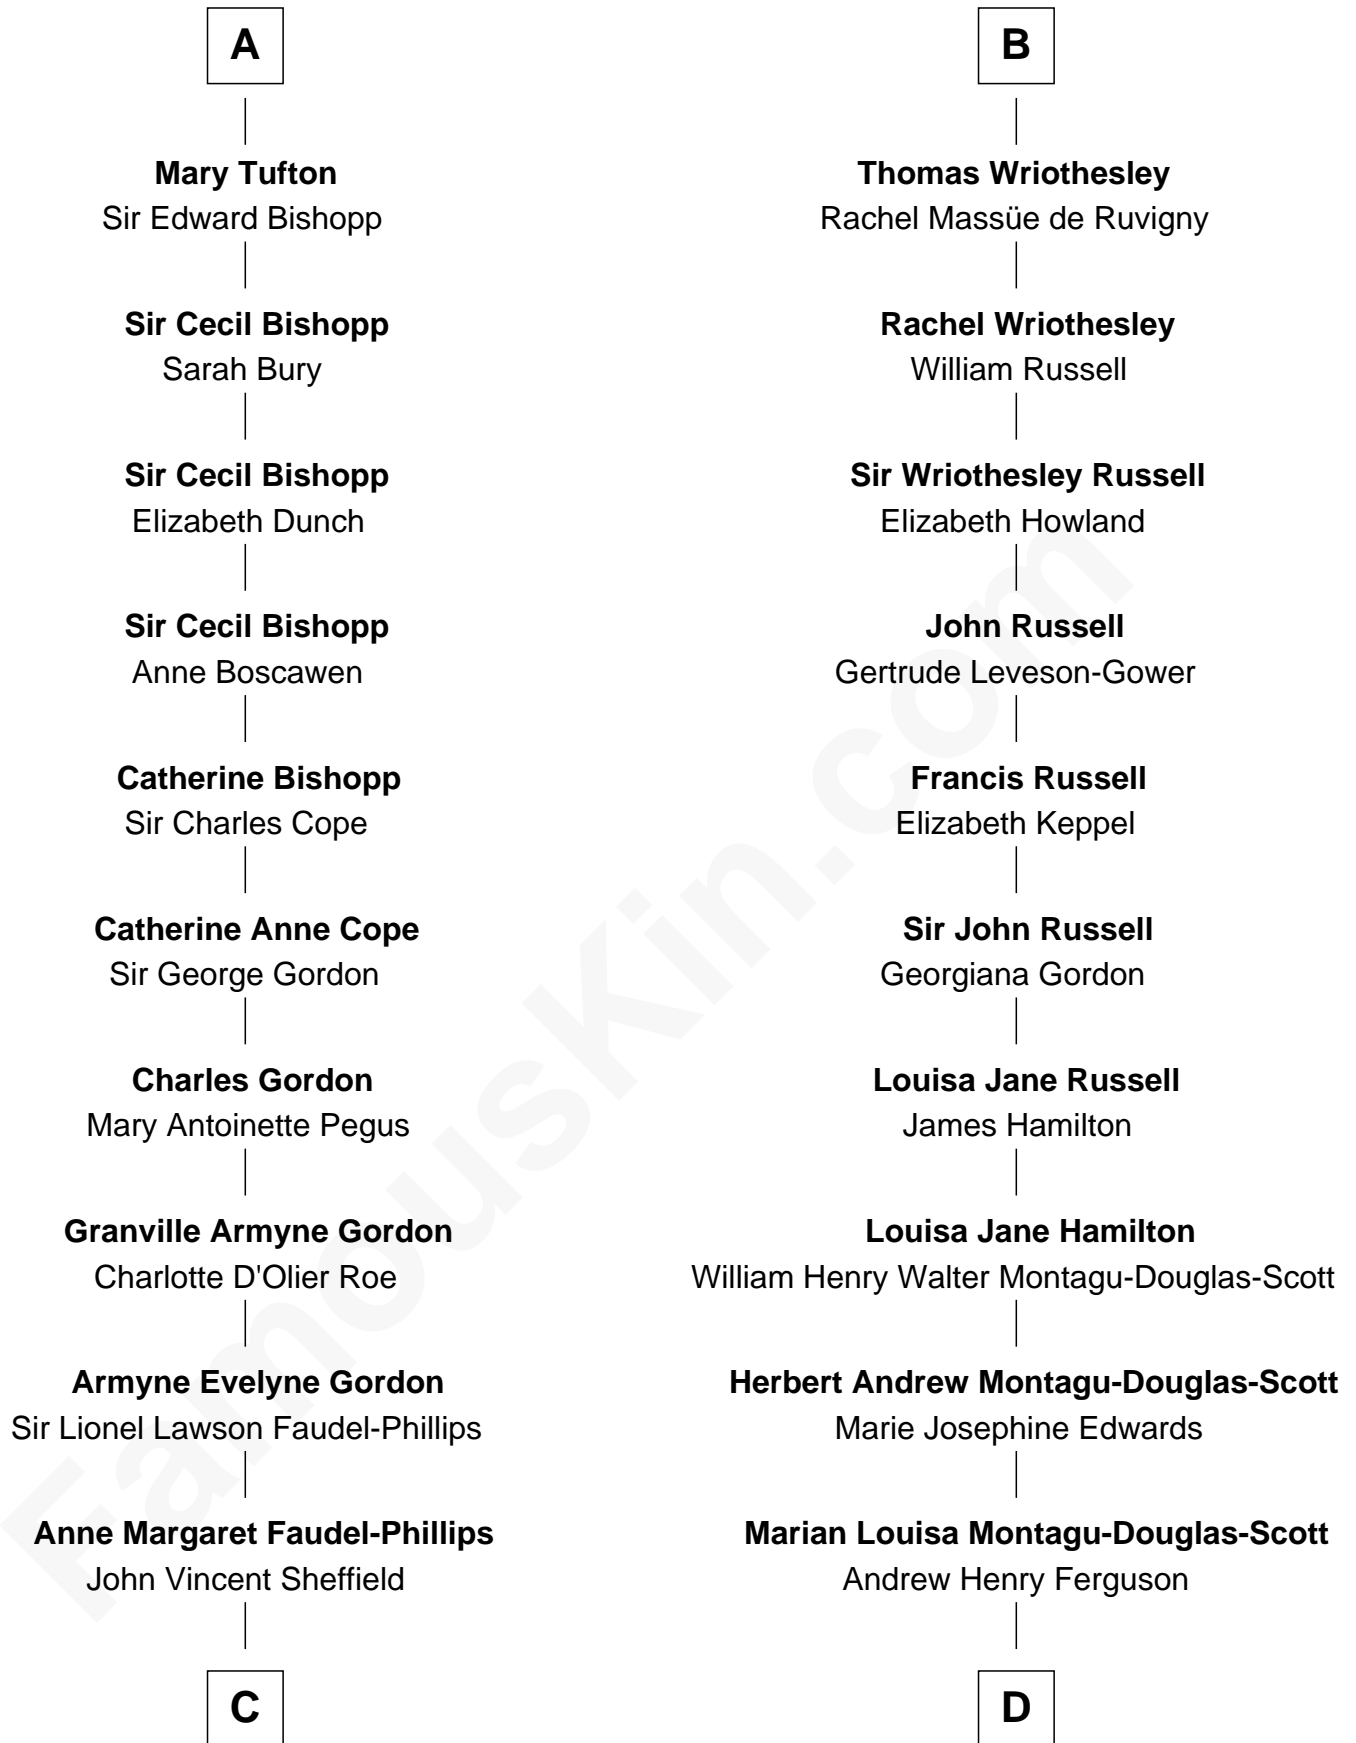 A
Mary Tufton
Sir Edward Bishopp
Sir Cecil Bishopp
Sarah Bury
Sir Cecil Bishopp
Elizabeth Dunch
Sir Cecil Bishopp
Anne Boscawen
Catherine Bishopp
Sir Charles Cope
Catherine Anne Cope
Sir George Gordon
Charles Gordon
Mary Antoinette Pegus
Granville Armyne Gordon
Charlotte D'Olier Roe
Armyne Evelyne Gordon
Sir Lionel Lawson Faudel-Phillips
Anne Margaret Faudel-Phillips
John Vincent Sheffield
C
B
Thomas Wriothesley
Rachel Massüe de Ruvigny
Rachel Wriothesley
William Russell
Sir Wriothesley Russell
Elizabeth Howland
John Russell
Gertrude Leveson-Gower
Francis Russell
Elizabeth Keppel
Sir John Russell
Georgiana Gordon
Louisa Jane Russell
James Hamilton
Louisa Jane Hamilton
William Henry Walter Montagu-Douglas-Scott
Herbert Andrew Montagu-Douglas-Scott
Marie Josephine Edwards
Marian Louisa Montagu-Douglas-Scott
Andrew Henry Ferguson
D
FamousKin.com